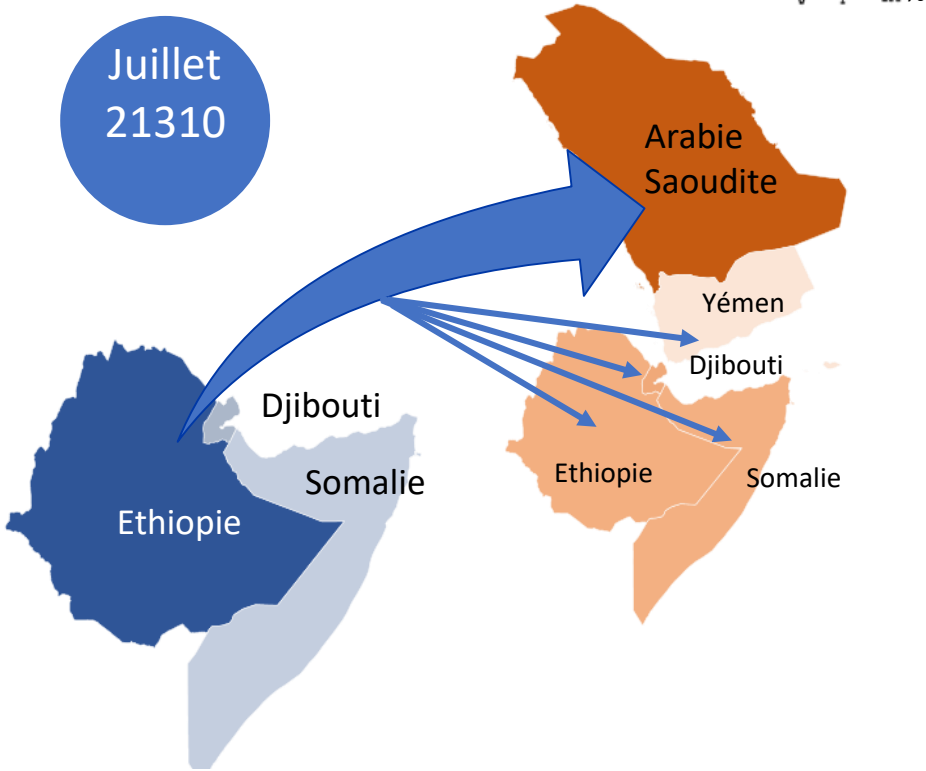 Juillet
21310
Arabie
Saoudite
Yémen
Djibouti
Djibouti
Ethiopie
Somalie
Somalie
Ethiopie